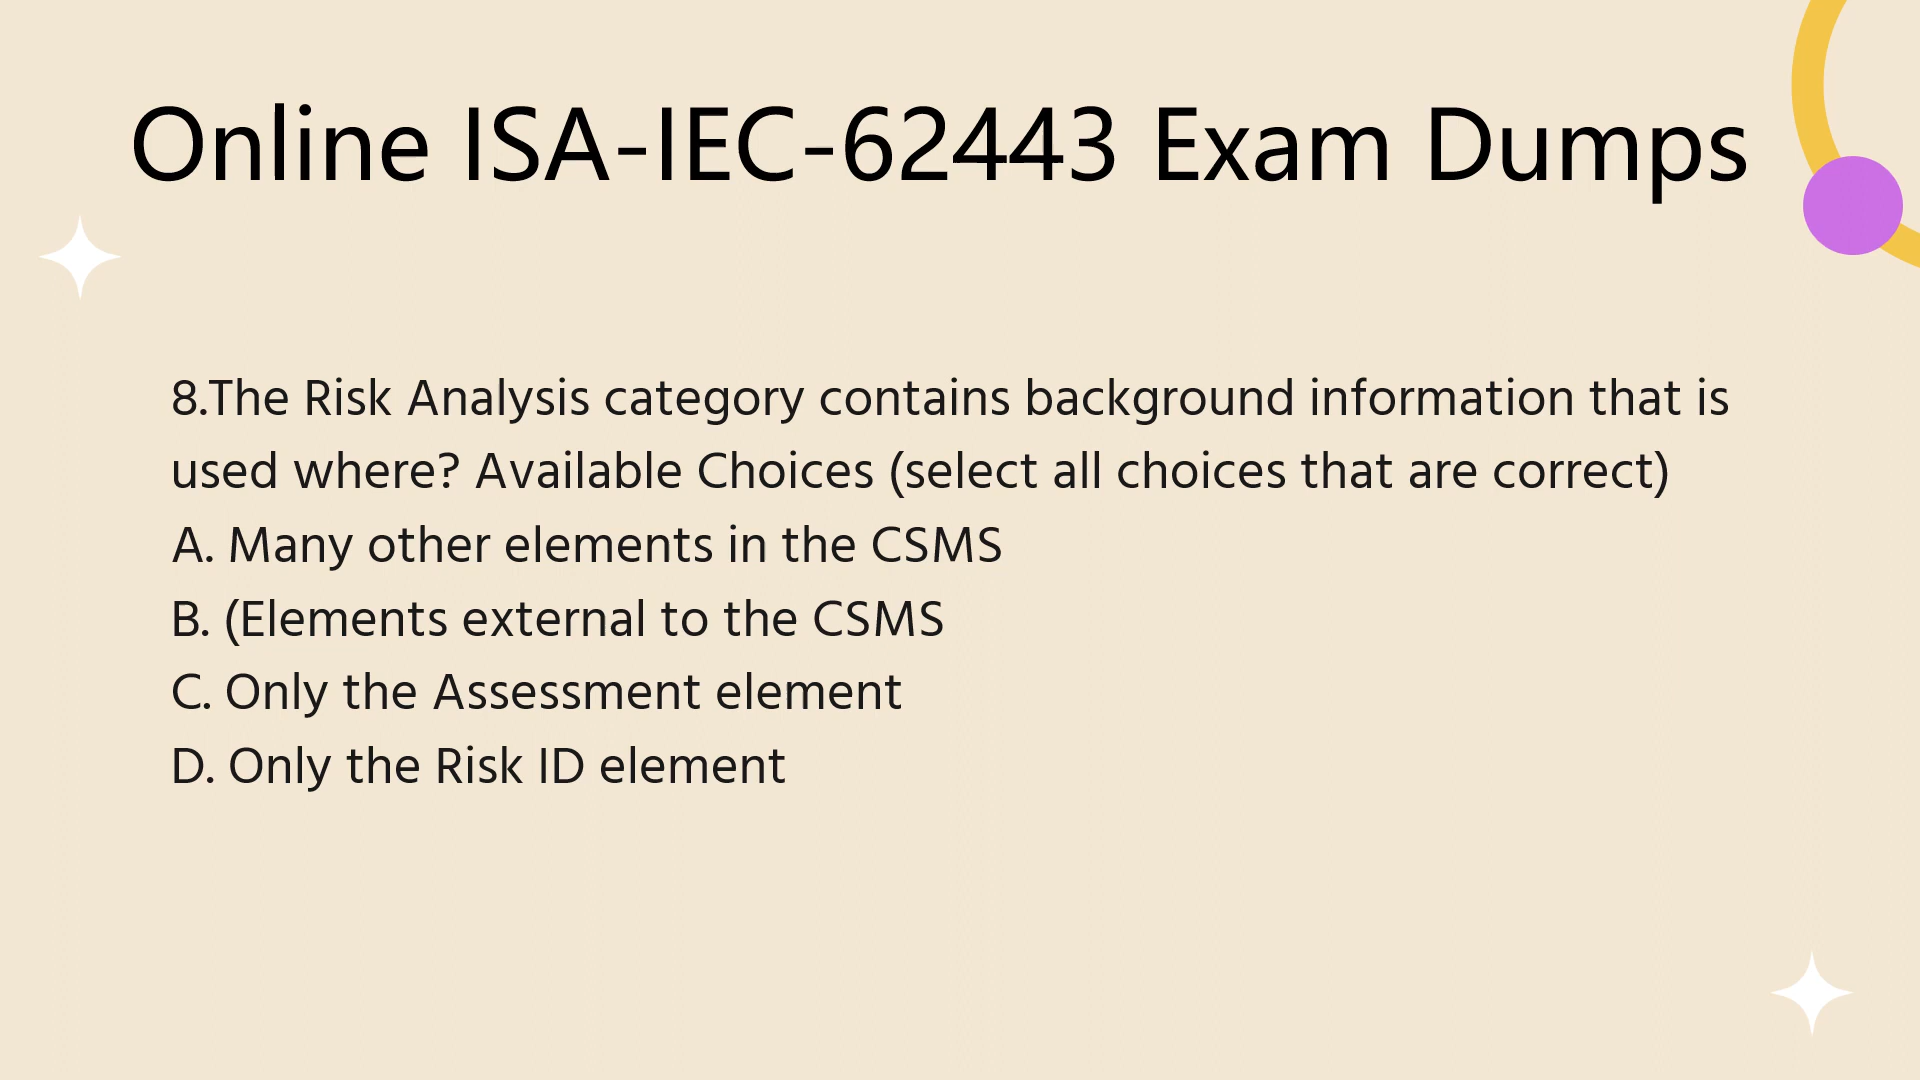 Online ISA-IEC-62443 Exam Dumps
8.The Risk Analysis category contains background information that is
used where? Available Choices (select all choices that are correct)
A. Many other elements in the CSMS
B. (Elements external to the CSMS
C. Only the Assessment element
D. Only the Risk ID element